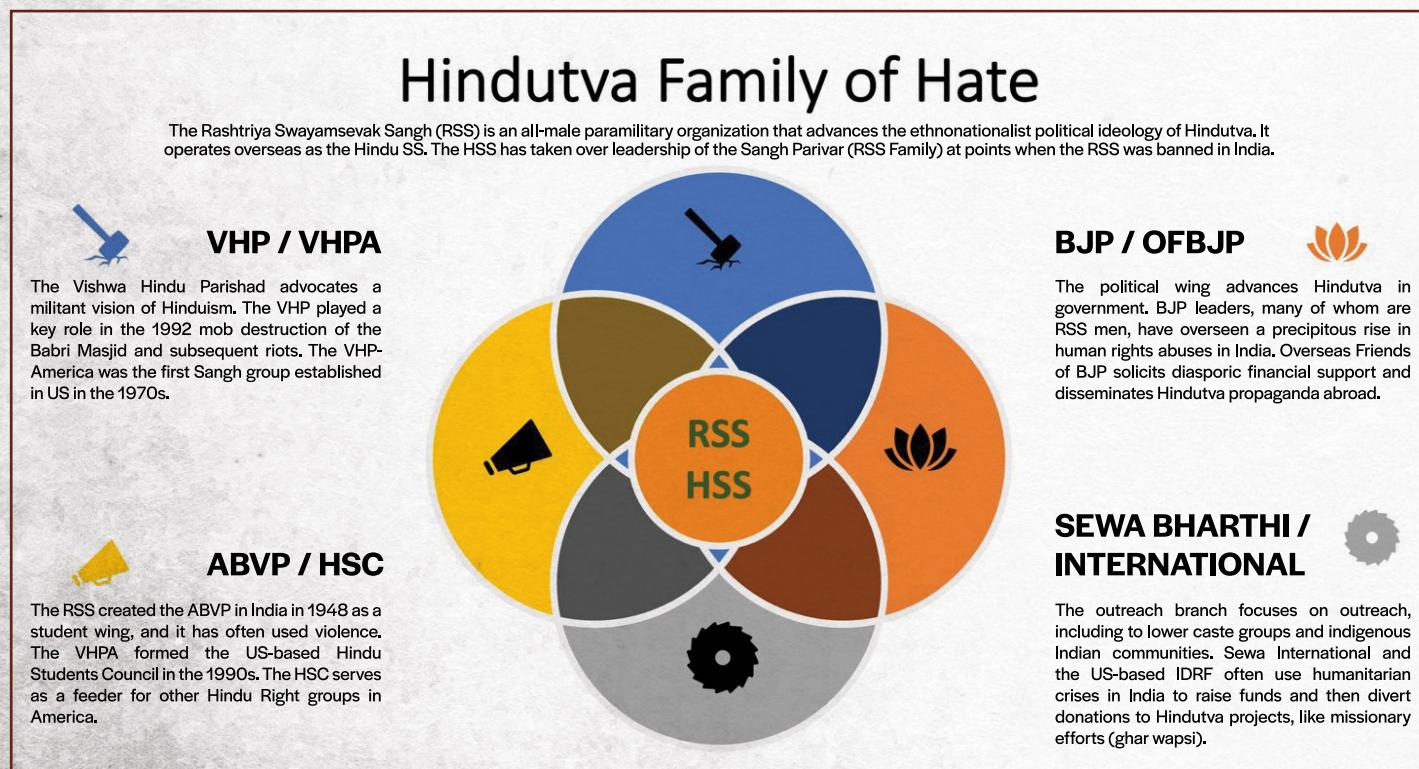 Hindutva Family of Hate
The Rashtriya Swayamsevak Sangh (RSS) is an all-male paramilitary organization that advances the ethnonationalist political ideology of Hindutva. It
operates overseas as the Hindu SS. The HSS has taken over leadership of the Sangh Parivar (RSS Family) at points when the RSS was banned in India.
VHP / VHPA
The Vishwa Hindu Parishad advocates a
militant vision of Hinduism. The VHP played a
key role in the 1992 mob destruction of the
Babri Masjid and subsequent riots. The VHP-
America was the first Sangh group established
in US in the 1970s.
ABVP / HSC
The RSS created the ABVP in India in 1948 as a
student wing, and it has often used violence.
The VHPA formed the US-based Hindu
Students Council in the 1990s. The HSC serves
as a feeder for other Hindu Right groups in
America.
RSS
HSS
BJP / OFBJP
The political wing advances Hindutva in
government. BJP leaders, many of whom are
RSS men, have overseen a precipitous rise in
human rights abuses in India. Overseas Friends
of BJP solicits diasporic financial support and
disseminates Hindutva propaganda abroad.
SEWA BHARTHI /
INTERNATIONAL
The outreach branch focuses on outreach,
including to lower caste groups and indigenous
Indian communities. Sewa International and
the US-based IDRF often use humanitarian
crises in India to raise funds and then divert
donations to Hindutva projects, like missionary
efforts (ghar wapsi).